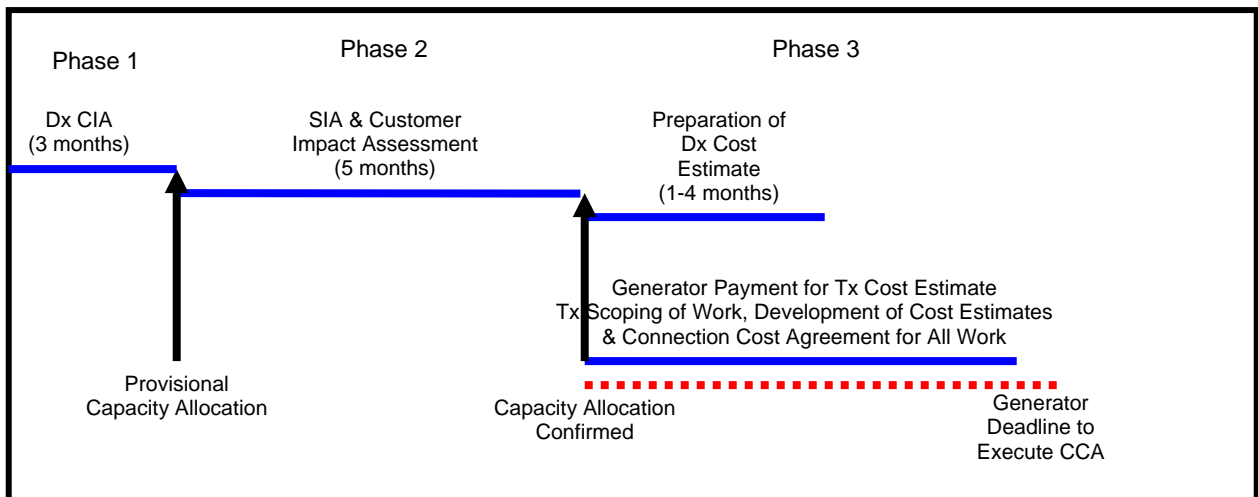 Phase 1
Phase 2
Phase 3
Dx CIA
(3 months)
SIA & Customer
Impact Assessment
(5 months)
Preparation of
Dx Cost
Estimate
(1-4 months)
Generator Payment for Tx Cost Estimate
Tx Scoping of Work, Development of Cost Estimates
& Connection Cost Agreement for All Work
Provisional
Capacity Allocation
Capacity Allocation
Confirmed
Generator
Deadline to
Execute CCA